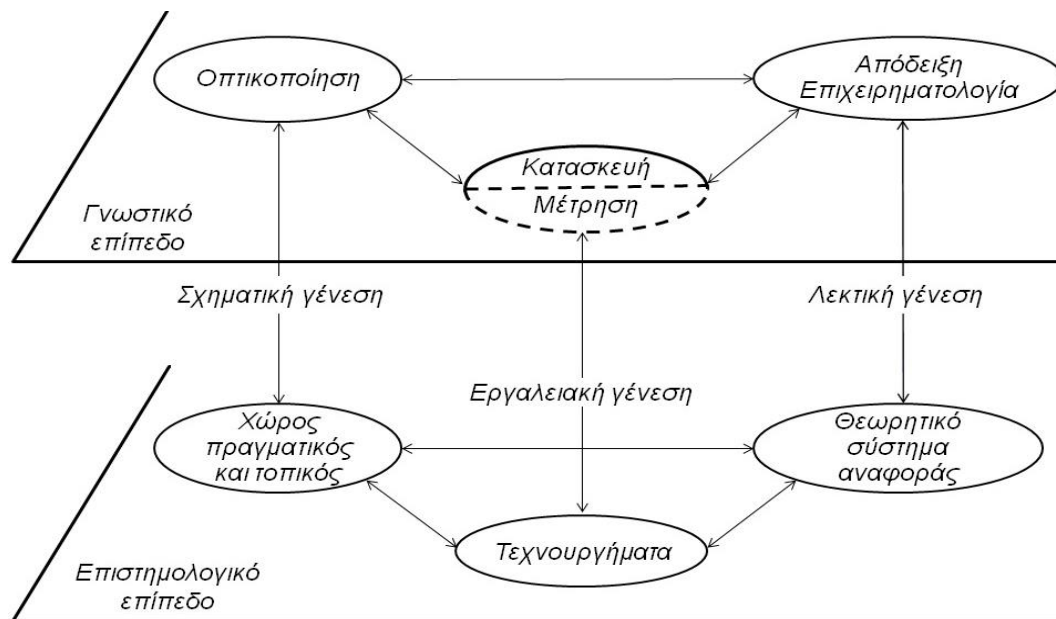 Οπτικοποίηση
Απόδειξη
Επιχειρηματολογία
Κατασκευή
Μέτρηση
Γνωστικό
επίπεδο
Σχηματική γένεση
Λεκτική γένεση
Εργαλειακή γένεση
Χώρος
πραγματικός
και τοπικός
Θεωρητικό
σύστημα
αναφοράς
Τεχνουργήματα
Επιστημολογικό
επίπεδο